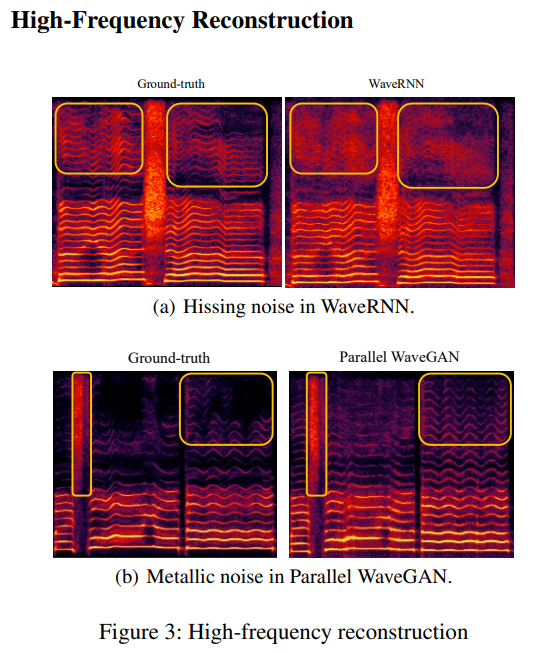 High-Frequency Reconstruction
Ground-truth
WaveRNN
(a) Hissing noise in WaveRNN.
Ground-truth
Parallel WaveGAN
(b) Metallic noise in Parallel WaveGAN.
Figure 3: High-frequency reconstruction